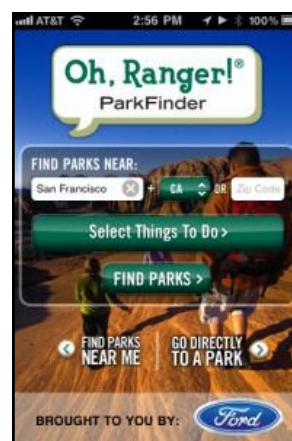 AT&T 2:56 PM 100%
Oh, Ranger!®
ParkFinder
FIND PARKS NEAR:
San Francisco + CA OR Zip Code
Select Things To Do >
FIND PARKS >
FIND PARKS
NEAR ME
GO DIRECTLY
TO A PARK
BROUGHT TO YOU BY: Ford